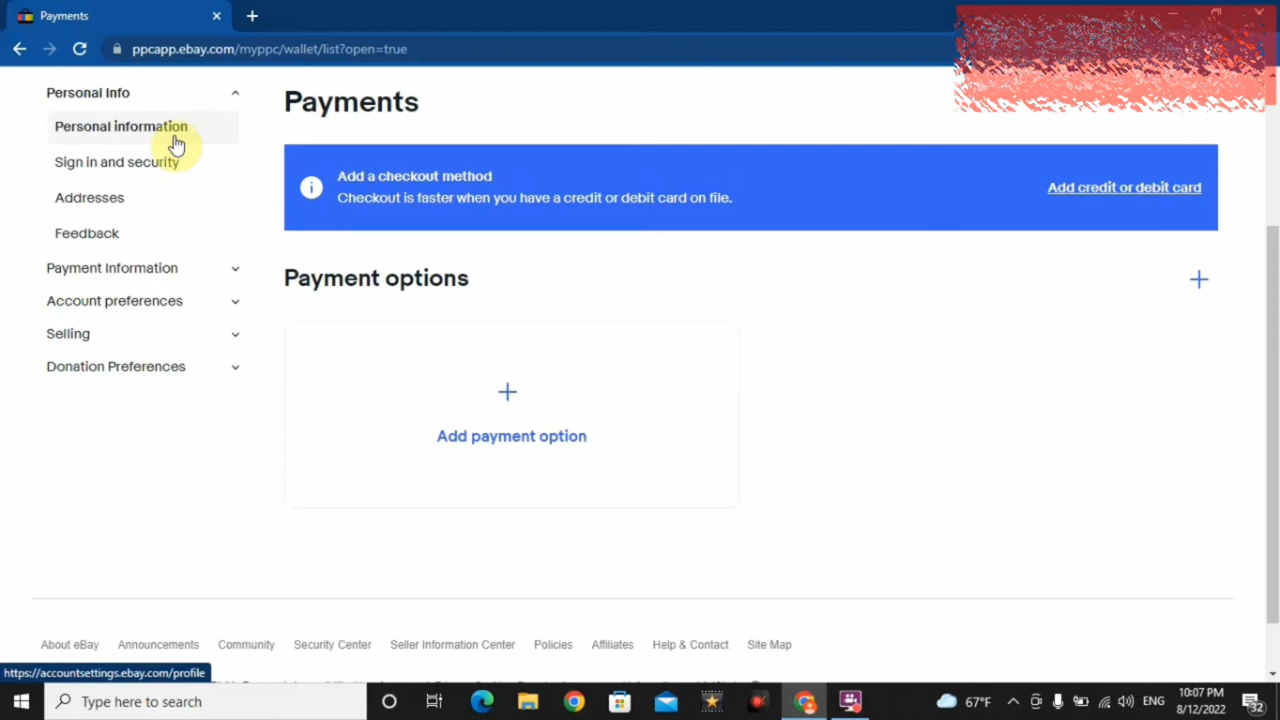 Payments
ppcapp.ebay.com/myppc/wallet/list?open=true
Personal Info
Personal information
Sign in and security
Addresses
Feedback
Payment Information
Account preferences
Selling
Donation Preferences
Payments
Add a checkout method
Checkout is faster when you have a credit or debit card on file.
Add credit or debit card
Payment options
Add payment option
About eBay Announcements Community Security Center Seller Information Center Policies Affiliates Help & Contact Site Map
https://accountsettings.ebay.com/profile
Type here to search
67°F
ENG
10:07 PM
8/12/2022
32